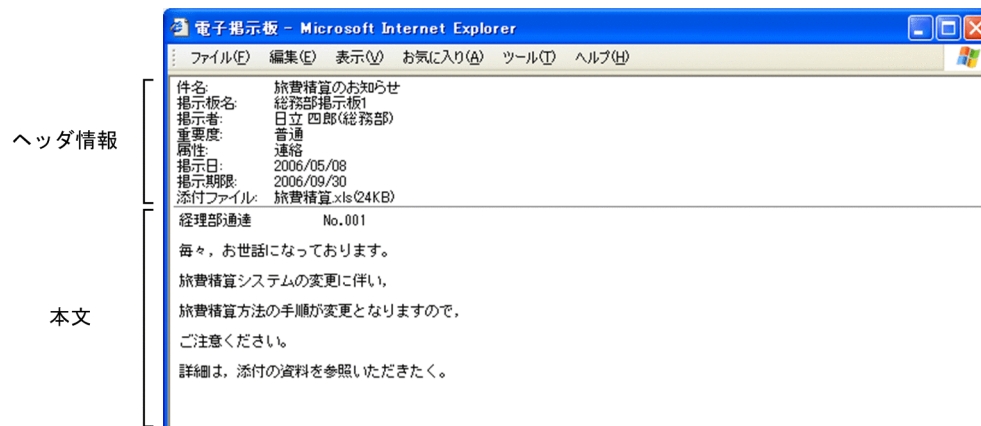 電子掲示板 - Microsoft Internet Explorer
ファイル(F) 編集(E) 表示(V) お気に入り(A) ツール(T) ヘルプ(H)
ヘッダ情報
件名: 旅費精算のお知らせ
掲示板名: 総務部掲示板1
掲示者: 日立 四郎(総務部)
重要度: 普通
属性: 連絡
掲示日: 2006/05/08
掲示期限: 2006/09/30
添付ファイル: 旅費精算.xls(24KB)
本文
経理部通達 No.001
毎々，お世話になっております。
旅費精算システムの変更に伴い，
旅費精算方法の手順が変更となりますので，
ご注意ください。
詳細は，添付の資料を参照いただきたく。